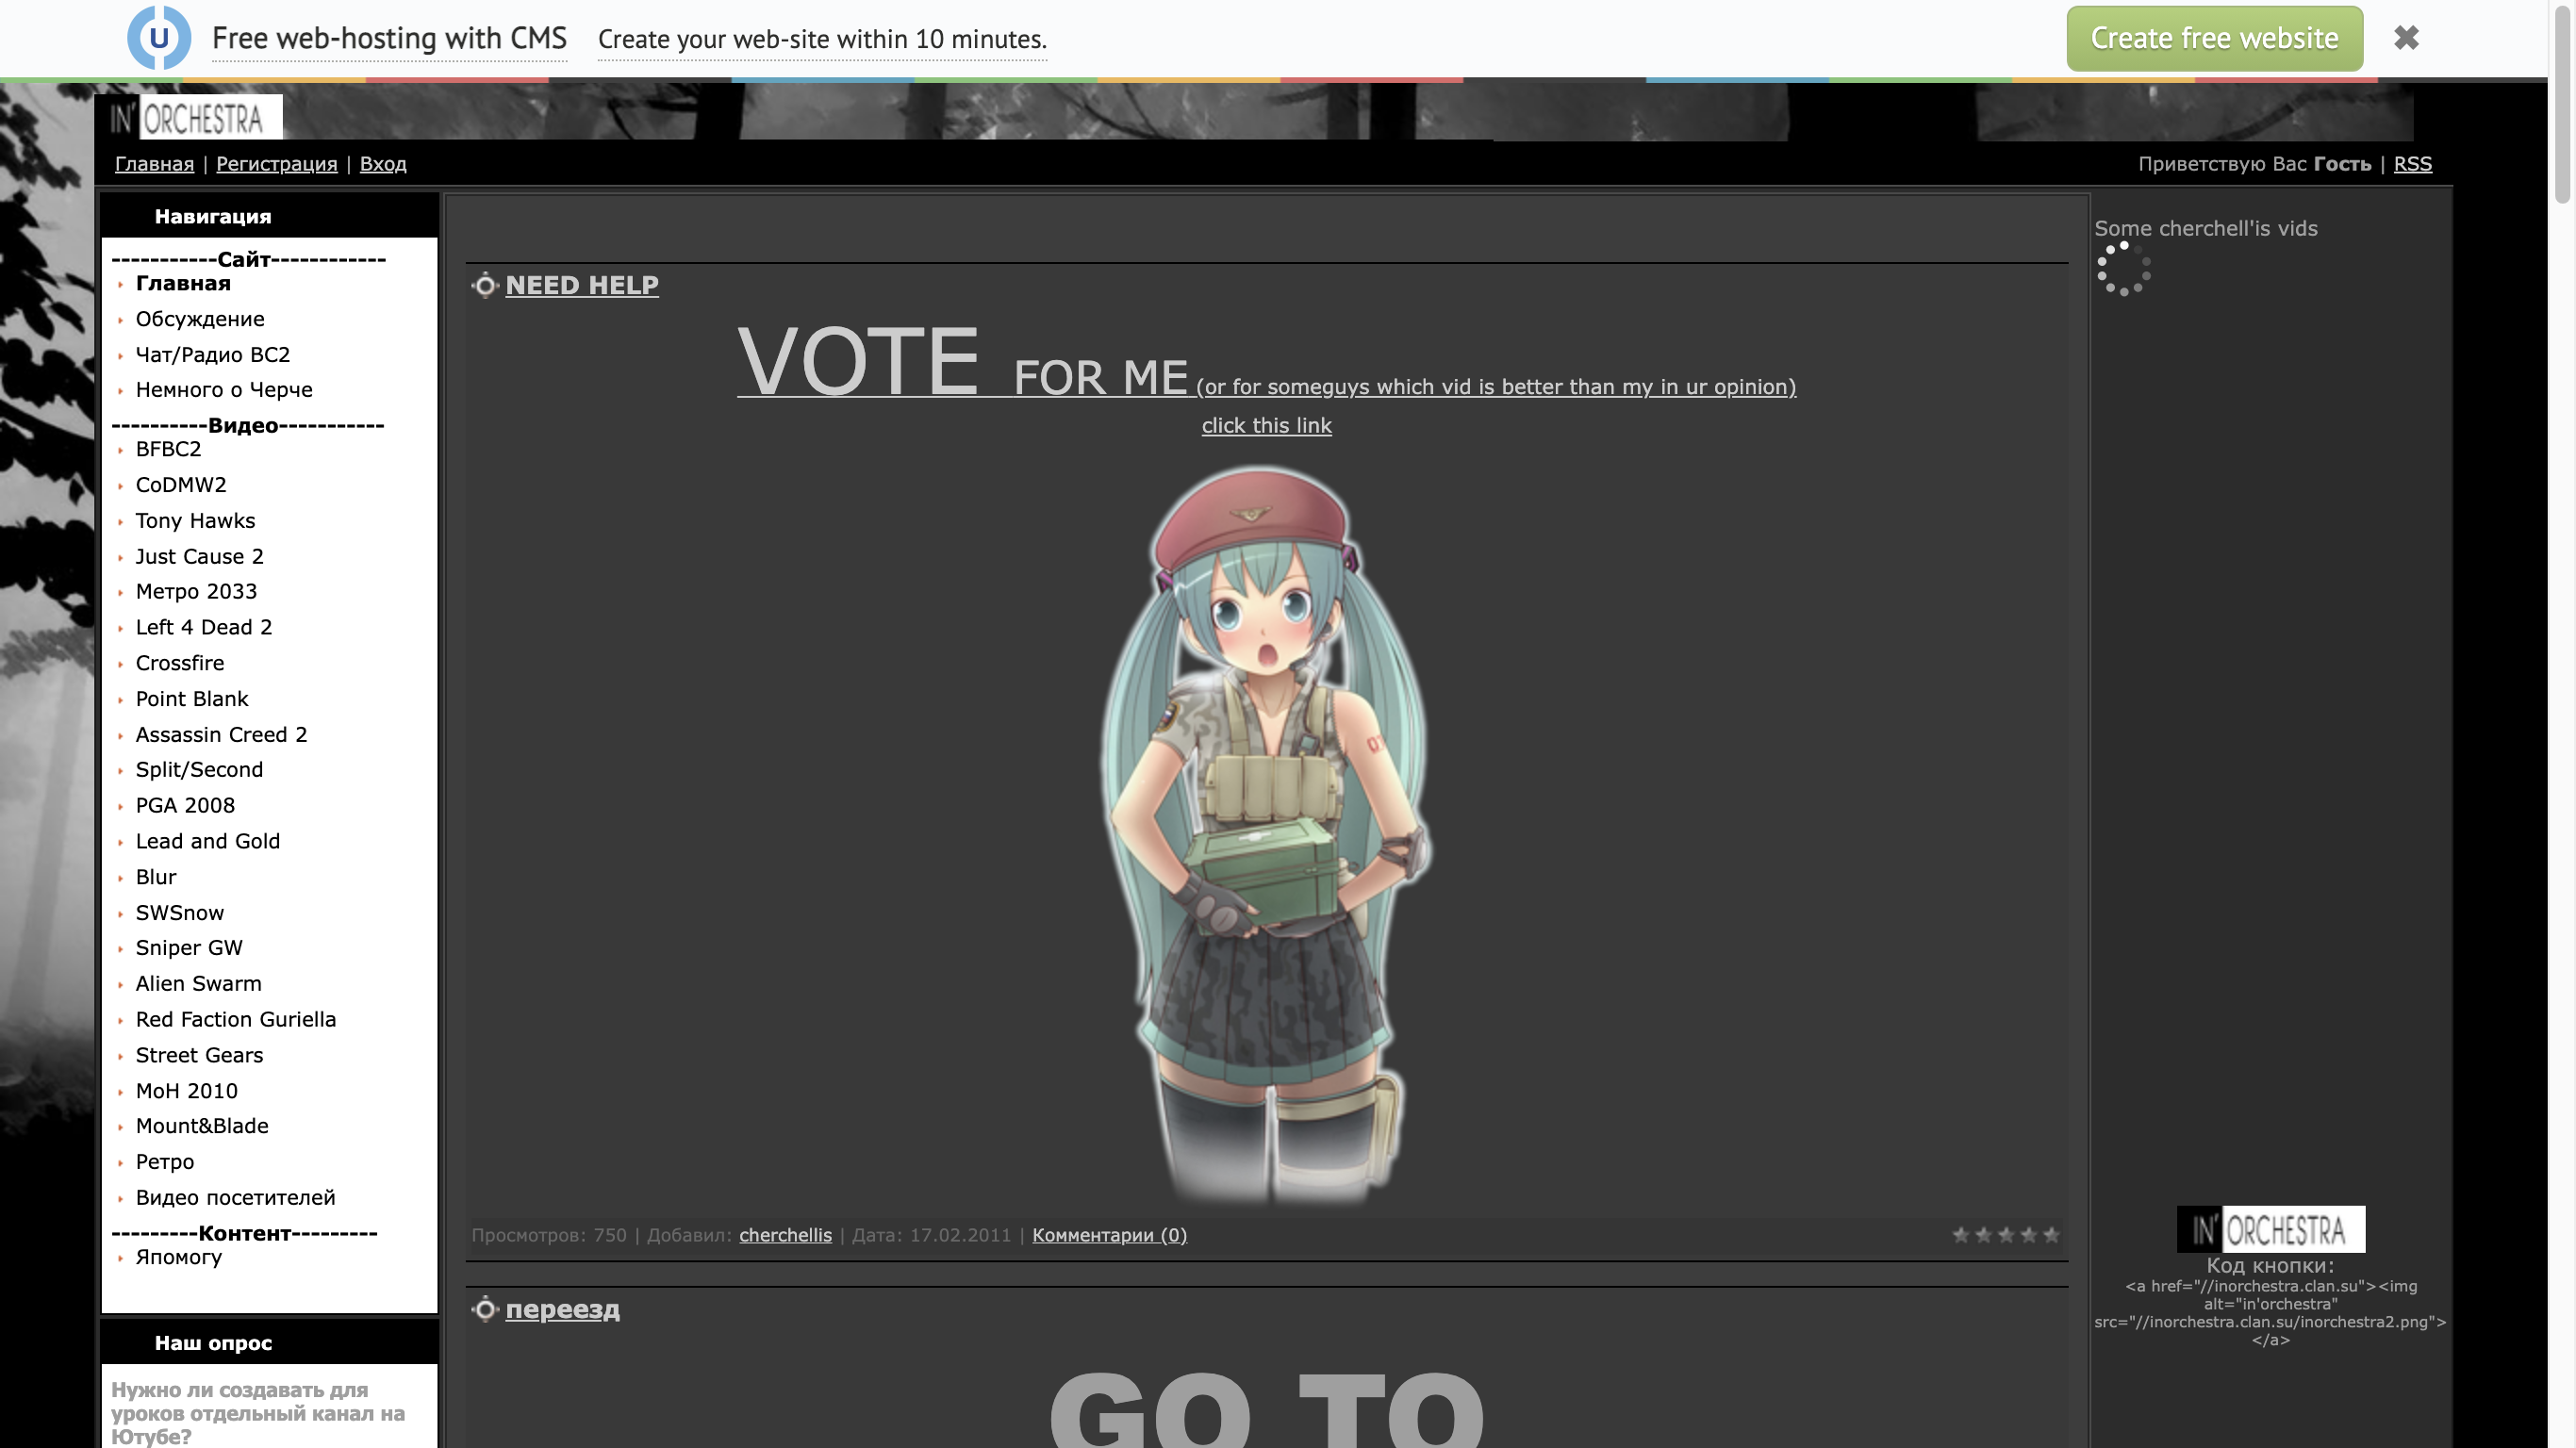 U Free web-hosting with CMS Create your web-site within 10 minutes. Create free website ✖
IN' ORCHESTRA
Главная | Регистрация | Вход
Приветствую Вас Гость | RSS
Навигация
-----------Сайт------------
Главная
Обсуждение
Чат/Радио BC2
Немного о Черче
----------Видео-----------
BFBC2
CoDMW2
Tony Hawks
Just Cause 2
Метро 2033
Left 4 Dead 2
Crossfire
Point Blank
Assassin Creed 2
Split/Second
PGA 2008
Lead and Gold
Blur
SWSnow
Sniper GW
Alien Swarm
Red Faction Guriella
Street Gears
MoH 2010
Mount&Blade
Ретро
Видео посетителей
---------Контент---------
Япомогу
Наш опрос
Нужно ли создавать для
уроков отдельный канал на
Ютубе?
NEED HELP
VOTE FOR ME (or for someguys which vid is better than my in ur opinion)
click this link
01
Просмотров: 750 | Добавил: cherchellis | Дата: 17.02.2011 | Комментарии (0)
переезд
GO TO
Some cherchell'is vids
IN' ORCHESTRA
Код кнопки:
<a href="//inorchestra.clan.su"><img
alt="in'orchestra"
src="//inorchestra.clan.su/inorchestra2.png">
</a>